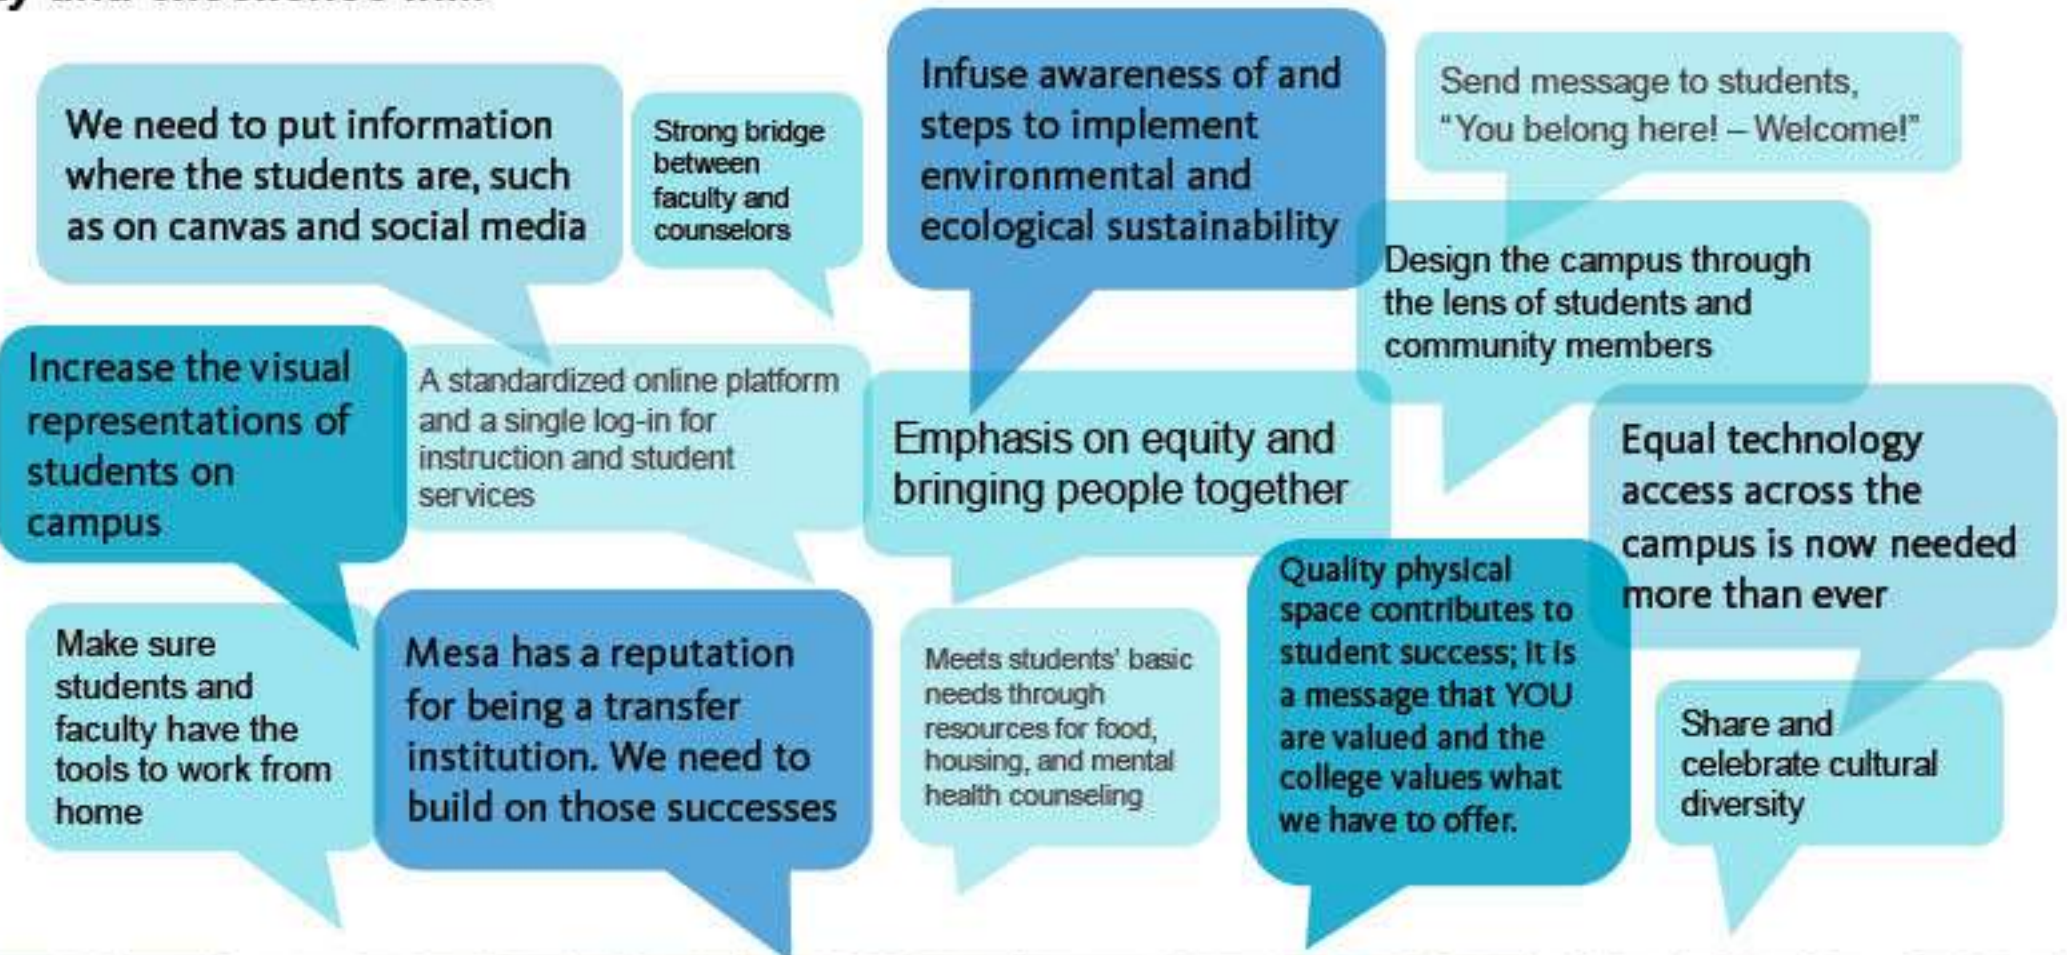 We need to put information
where the students are, such
as on canvas and social media
Strong bridge
between
faculty and
counselors
Infuse awareness of and
steps to implement
environmental and
ecological sustainability
Send message to students,
“You belong here! – Welcome!”
Design the campus through
the lens of students and
community members
Increase the visual
representations of
students on
campus
A standardized online platform
and a single log-in for
instruction and student
services
Emphasis on equity and
bringing people together
Equal technology
access across the
campus is now needed
more than ever
Make sure
students and
faculty have the
tools to work from
home
Mesa has a reputation
for being a transfer
institution. We need to
build on those successes
Meets students’ basic
needs through
resources for food,
housing, and mental
health counseling
Quality physical
space contributes to
student success; it is
a message that YOU
are valued and the
college values what
we have to offer.
Share and
celebrate cultural
diversity